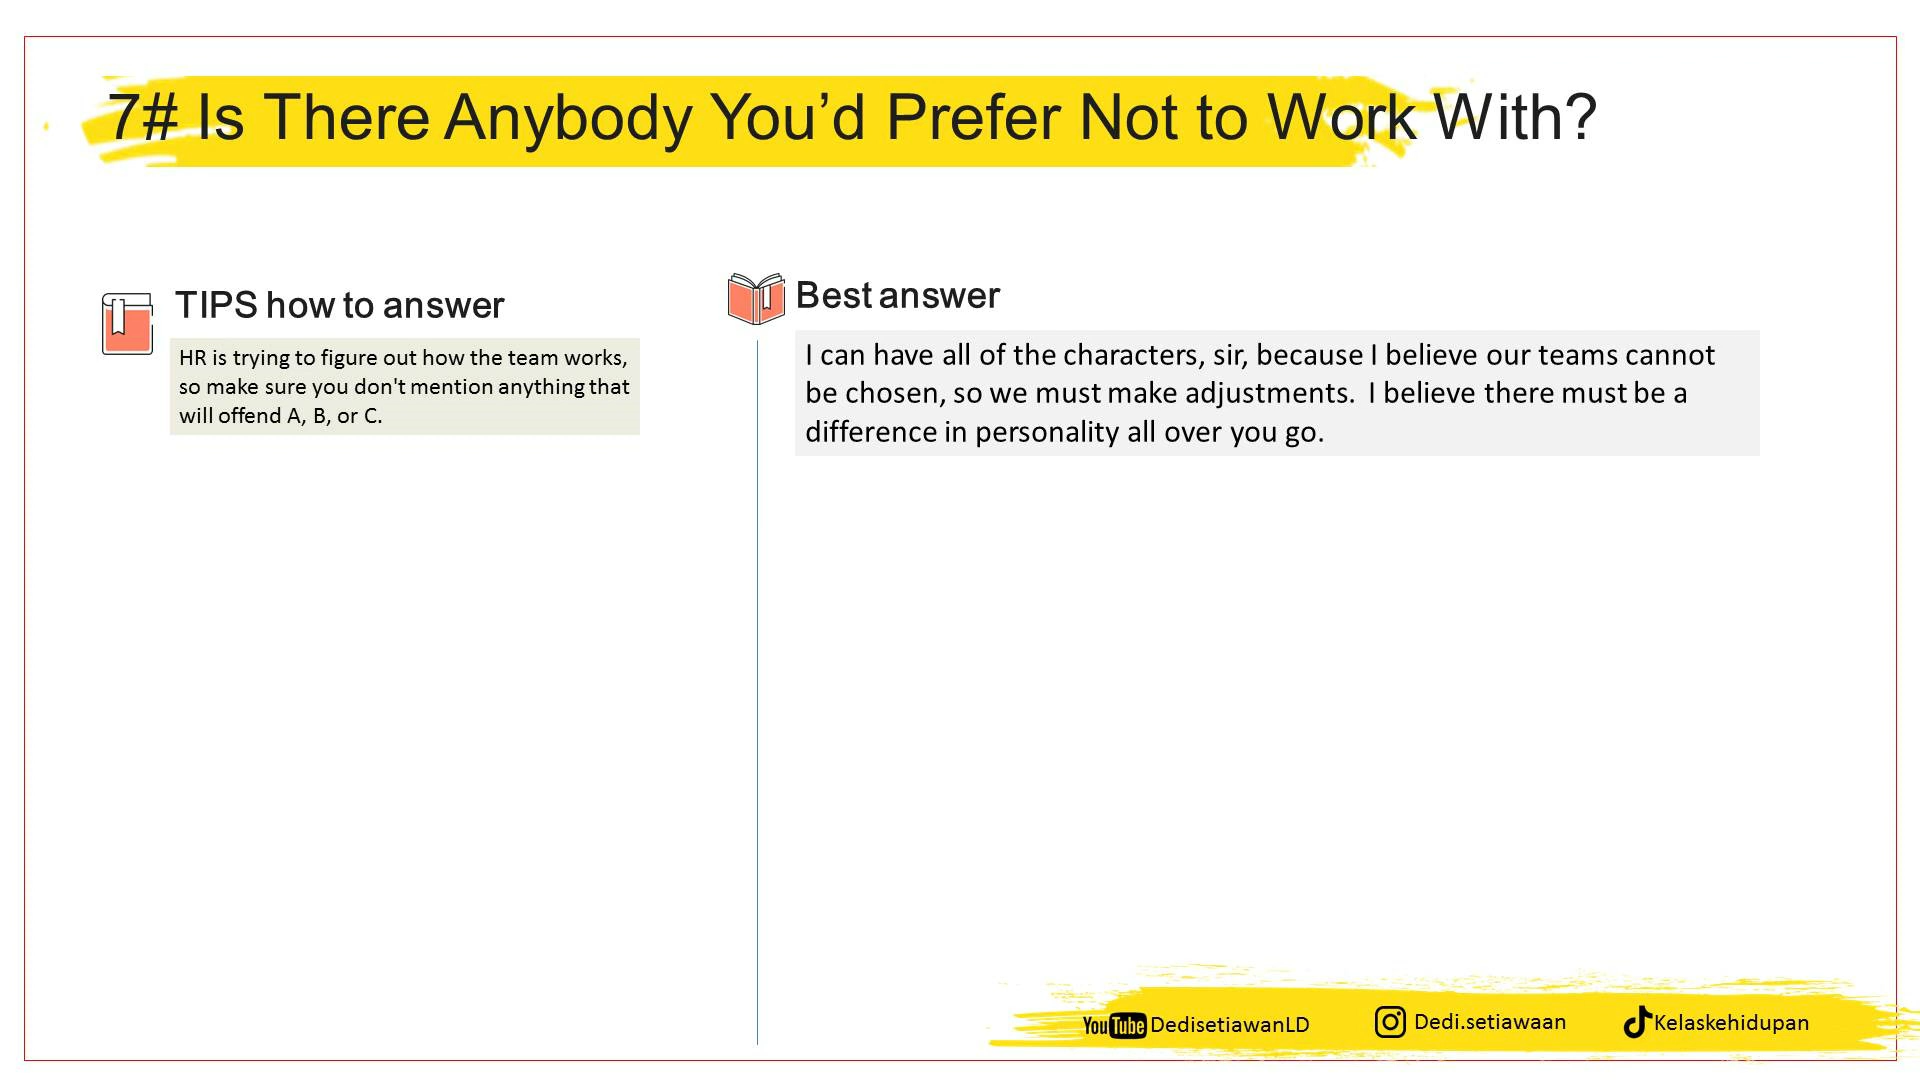 7# Is There Anybody You’d Prefer Not to Work With?
TIPS how to answer
HR is trying to figure out how the team works,
so make sure you don't mention anything that
will offend A, B, or C.
Best answer
I can have all of the characters, sir, because I believe our teams cannot
be chosen, so we must make adjustments.  I believe there must be a
difference in personality all over you go.
YouTube DedisetiawanLD
Dedi.setiawaan
Kelaskehidupan